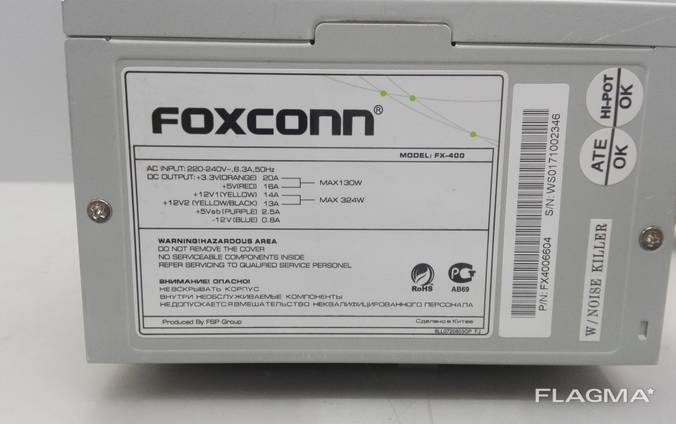 FOXCONN®
MODEL: FX-400
AC INPUT: 220-240V~,6.3A,50Hz
DC OUTPUT: +3.3V(ORANGE) 20A
+5V(RED) 16A
MAX130W
+12V1(YELLOW) 14A
+12V2 (YELLOW/BLACK) 13A
MAX 324W
+5Vsb (PURPLE) 2.5A
-12V (BLUE) 0.8A
WARNING!HAZARDOUS AREA
DO NOT REMOVE THE COVER
NO SERVICEABLE COMPONENTS INSIDE
REFER SERVICING TO QUALIFIED SERVICE PERSONNEL
ВНИМАНИЕ! ОПАСНО!
НЕ ВСКРЫВАТЬ КОРПУС
ВНУТРИ НЕОБСЛУЖИВАЕМЫЕ КОМПОНЕНТЫ
НЕДОПУСКАЕТСЯ ВМЕШАТЕЛЬСТВО НЕКВАЛИФИЦИРОВАННОГО ПЕРСОНАЛА
RoHS
АВ69
Produced By FSP Group
Сделано в Китае
P/N: FX4006604
S/N: WS0171002346
HI-POT OK
ATE OK
W/NOISE KILLER
FLAGMA